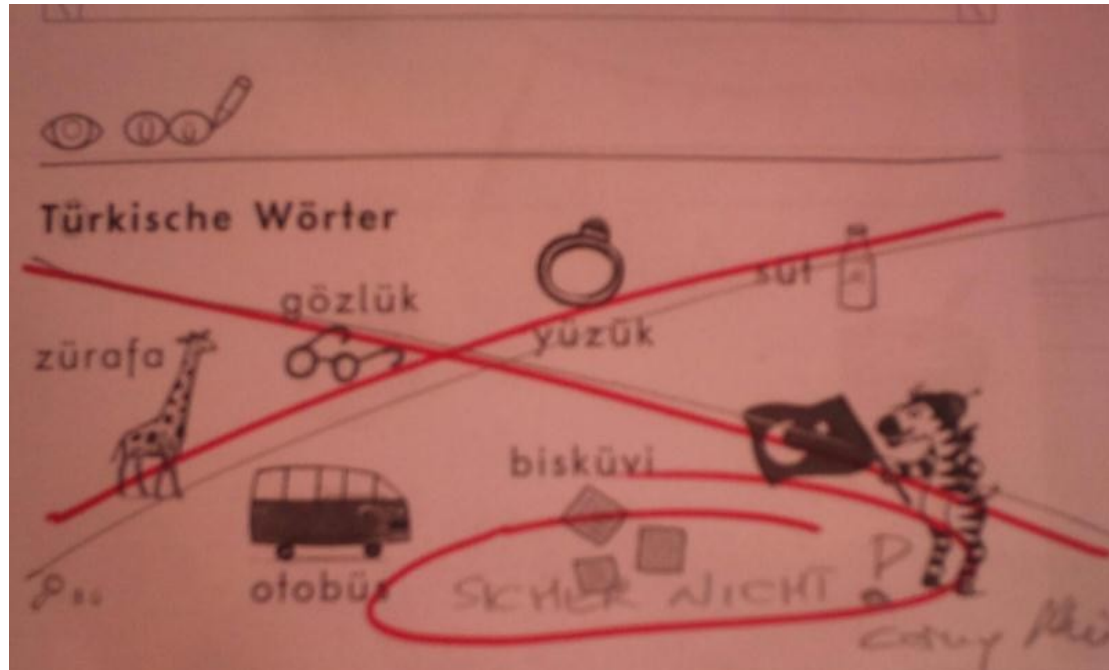 Ü ü
Türkische Wörter
gözlük
süt
yüzük
zürafa
bisküvi
otobüs
SICHER NICHT